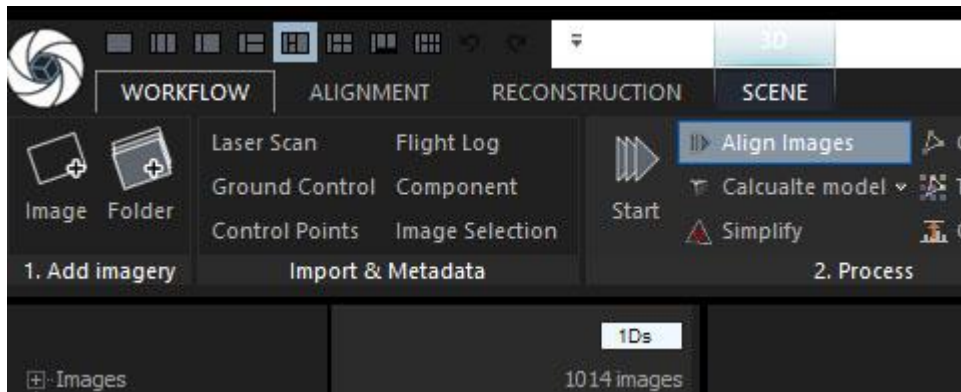 3D
WORKFLOW ALIGNMENT RECONSTRUCTION SCENE
Laser Scan Flight Log Align Images
Ground Control Component Calcualte model
Image Folder Control Points Image Selection Start Simplify
1. Add imagery Import & Metadata 2. Process
1Ds
Images 1014 images